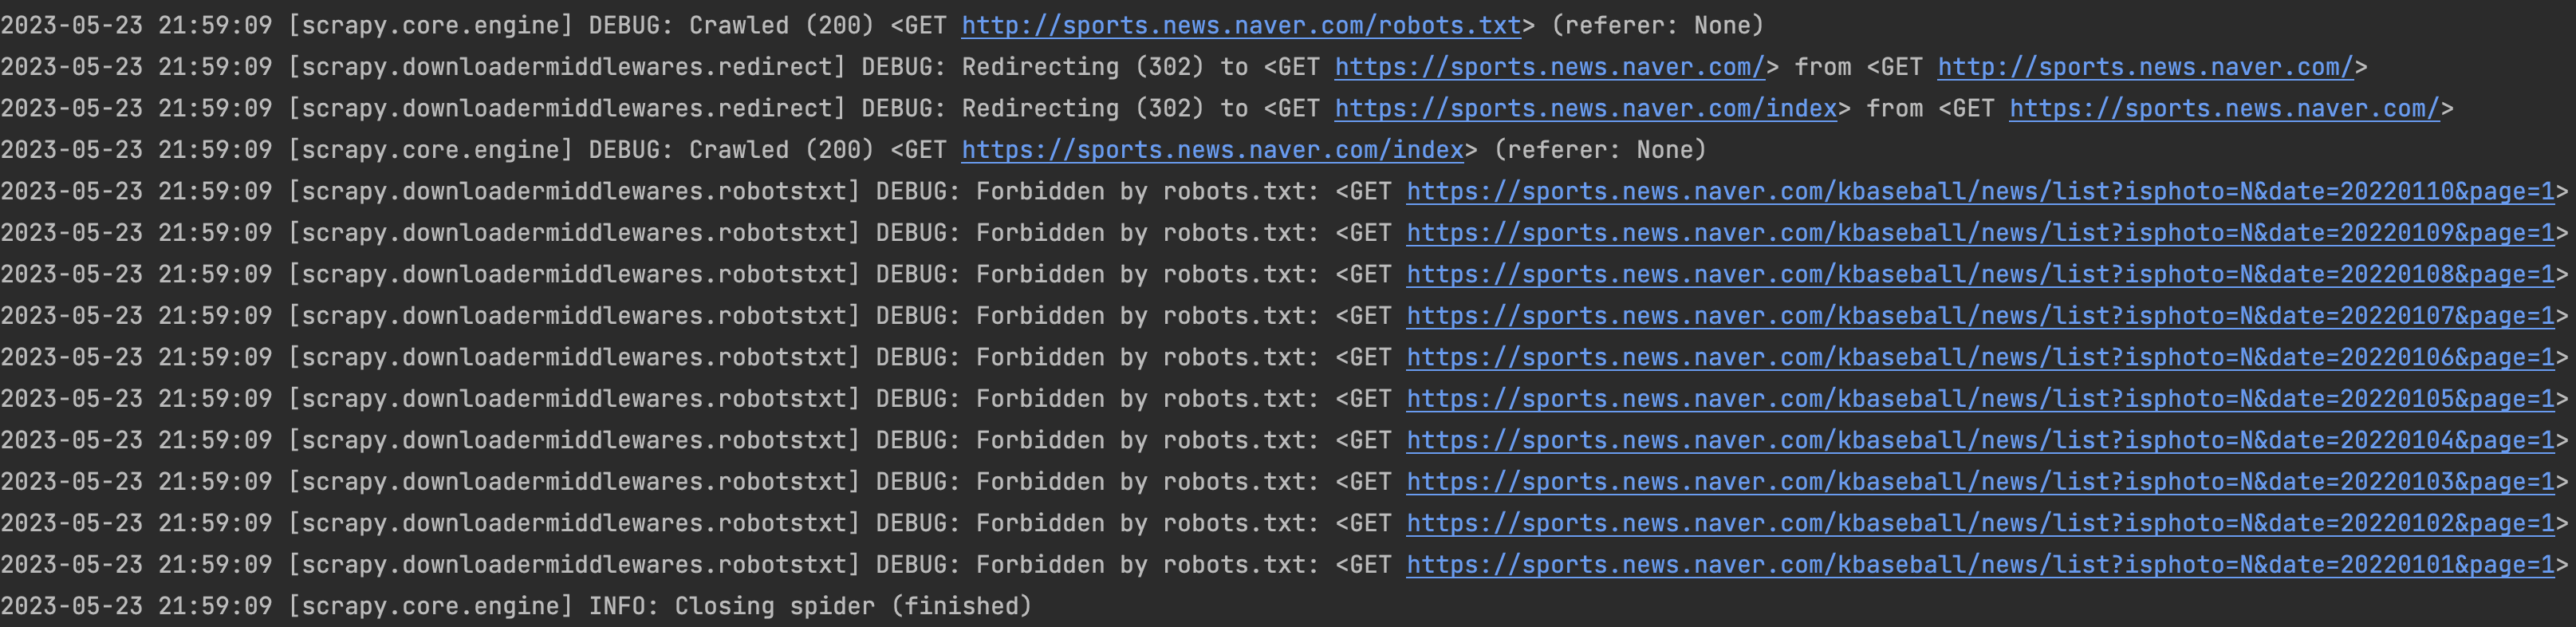 2023-05-23 21:59:09 [scrapy.core.engine] DEBUG: Crawled (200) <GET http://sports.news.naver.com/robots.txt> (referer: None)
2023-05-23 21:59:09 [scrapy.downloadermiddlewares.redirect] DEBUG: Redirecting (302) to <GET https://sports.news.naver.com/> from <GET http://sports.news.naver.com/>
2023-05-23 21:59:09 [scrapy.downloadermiddlewares.redirect] DEBUG: Redirecting (302) to <GET https://sports.news.naver.com/index> from <GET https://sports.news.naver.com/>
2023-05-23 21:59:09 [scrapy.core.engine] DEBUG: Crawled (200) <GET https://sports.news.naver.com/index> (referer: None)
2023-05-23 21:59:09 [scrapy.downloadermiddlewares.robotstxt] DEBUG: Forbidden by robots.txt: <GET https://sports.news.naver.com/kbaseball/news/list?isphoto=N&date=20220110&page=1>
2023-05-23 21:59:09 [scrapy.downloadermiddlewares.robotstxt] DEBUG: Forbidden by robots.txt: <GET https://sports.news.naver.com/kbaseball/news/list?isphoto=N&date=20220109&page=1>
2023-05-23 21:59:09 [scrapy.downloadermiddlewares.robotstxt] DEBUG: Forbidden by robots.txt: <GET https://sports.news.naver.com/kbaseball/news/list?isphoto=N&date=20220108&page=1>
2023-05-23 21:59:09 [scrapy.downloadermiddlewares.robotstxt] DEBUG: Forbidden by robots.txt: <GET https://sports.news.naver.com/kbaseball/news/list?isphoto=N&date=20220107&page=1>
2023-05-23 21:59:09 [scrapy.downloadermiddlewares.robotstxt] DEBUG: Forbidden by robots.txt: <GET https://sports.news.naver.com/kbaseball/news/list?isphoto=N&date=20220106&page=1>
2023-05-23 21:59:09 [scrapy.downloadermiddlewares.robotstxt] DEBUG: Forbidden by robots.txt: <GET https://sports.news.naver.com/kbaseball/news/list?isphoto=N&date=20220105&page=1>
2023-05-23 21:59:09 [scrapy.downloadermiddlewares.robotstxt] DEBUG: Forbidden by robots.txt: <GET https://sports.news.naver.com/kbaseball/news/list?isphoto=N&date=20220104&page=1>
2023-05-23 21:59:09 [scrapy.downloadermiddlewares.robotstxt] DEBUG: Forbidden by robots.txt: <GET https://sports.news.naver.com/kbaseball/news/list?isphoto=N&date=20220103&page=1>
2023-05-23 21:59:09 [scrapy.downloadermiddlewares.robotstxt] DEBUG: Forbidden by robots.txt: <GET https://sports.news.naver.com/kbaseball/news/list?isphoto=N&date=20220102&page=1>
2023-05-23 21:59:09 [scrapy.downloadermiddlewares.robotstxt] DEBUG: Forbidden by robots.txt: <GET https://sports.news.naver.com/kbaseball/news/list?isphoto=N&date=20220101&page=1>
2023-05-23 21:59:09 [scrapy.core.engine] INFO: Closing spider (finished)